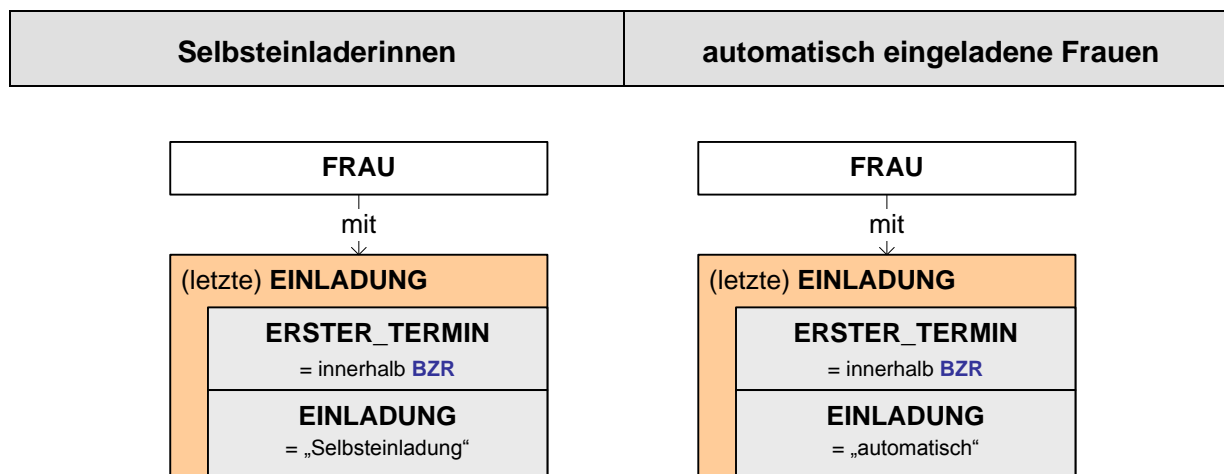 Selbsteinladerinnen
automatisch eingeladene Frauen
FRAU
mit
(letzte) EINLADUNG
ERSTER_TERMIN
= innerhalb BZR
EINLADUNG
= „Selbsteinladung“
FRAU
mit
(letzte) EINLADUNG
ERSTER_TERMIN
= innerhalb BZR
EINLADUNG
= „automatisch“